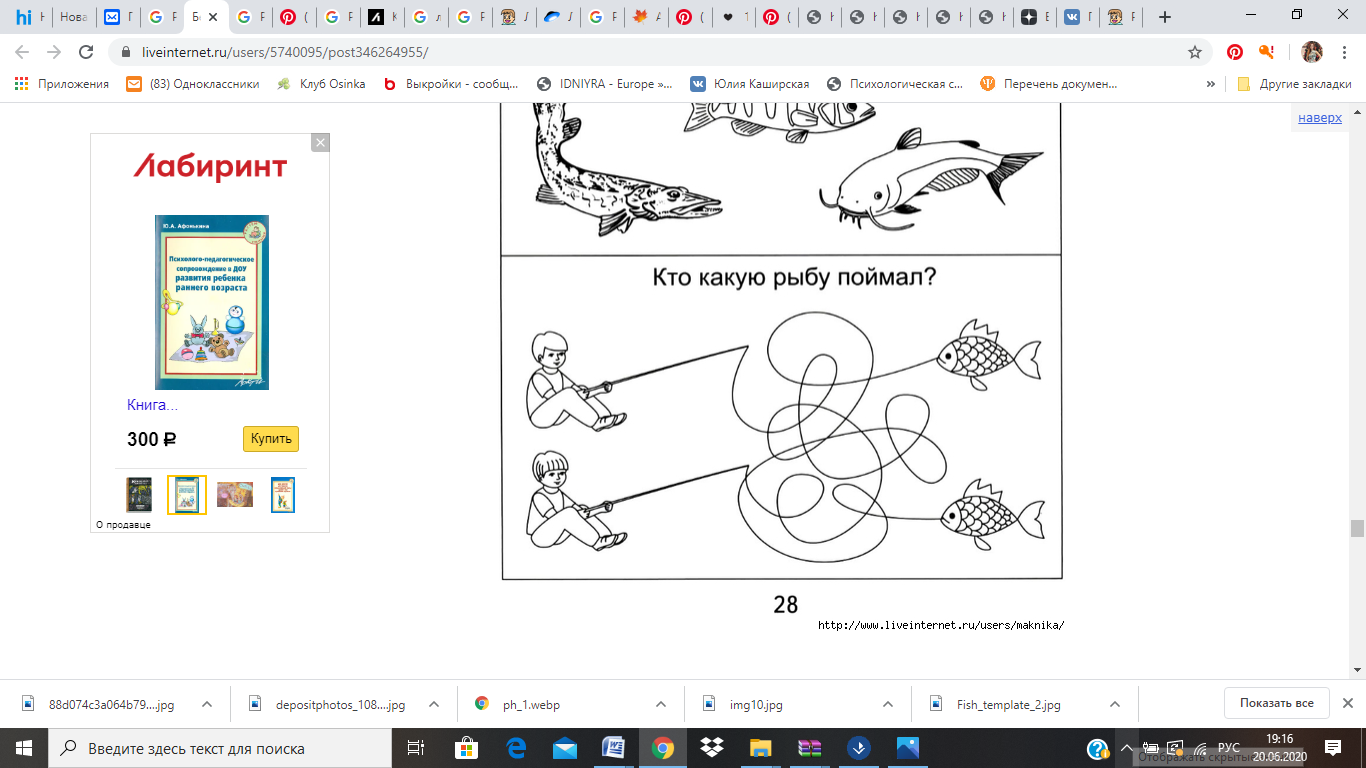 Нова
Бе
liveinternet.ru/users/5740095/post346264955/
Приложения
(83) Одноклассники
Клуб Osinka
Выкройки - сообщ...
IDNIYRA - Europe »...
Юлия Каширская
Психологическая с...
Перечень докумен...
»
Другие закладки
наверх
Лабиринт
Ю.А. Афонькина
Психолого-педагогическое
сопровождение в ДОУ
развития ребенка
раннего возраста
Книга...
300 ₽
Купить
О продавце
Кто какую рыбу поймал?
28
http://www.liveinternet.ru/users/maknika/
88d074c3a064b79....jpg
depositphotos_108....jpg
ph_1.webp
img10.jpg
Fish_template_2.jpg
Показать все
Введите здесь текст для поиска
РУС
19:16
20.06.2020